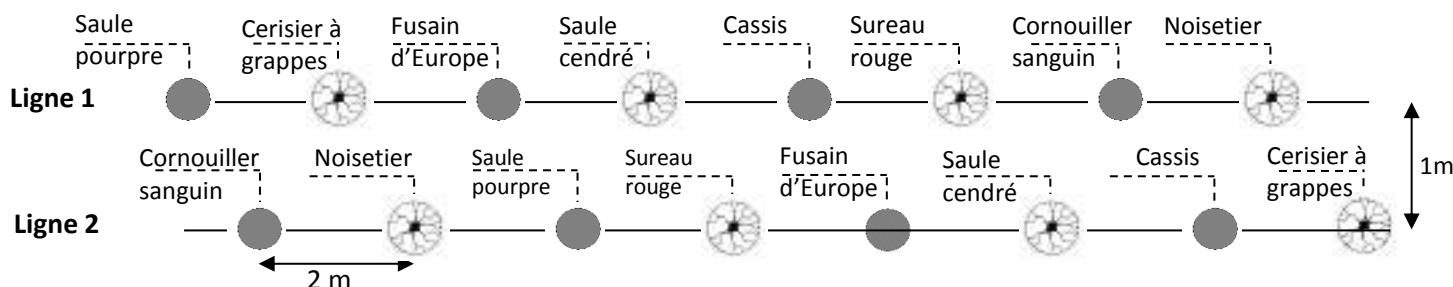 Saule
pourpre
Cerisier à
grappes
Fusain
d’Europe
Saule
cendré
Cassis
Sureau
rouge
Cornouiller
sanguin
Noisetier
Ligne 1
Cornouiller
sanguin
Noisetier
Saule
pourpre
Sureau
rouge
Fusain
d’Europe
Saule
cendré
Cassis
Cerisier à
grappes
1m
Ligne 2
2 m